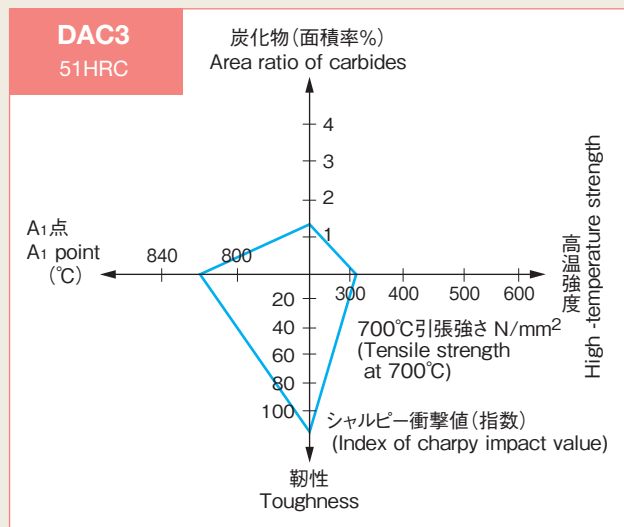 DAC3
51HRC
炭化物（面積率%）
Area ratio of carbides
4
3
2
1
A1点
A1 point
（℃）
840
800
300
400
500
600
高温強度
High -temperature strength
20
40
60
80
100
700℃引張強さ N/mm²
(Tensile strength
at 700℃)
シャルピー衝撃値（指数）
(Index of charpy impact value)
靭性
Toughness